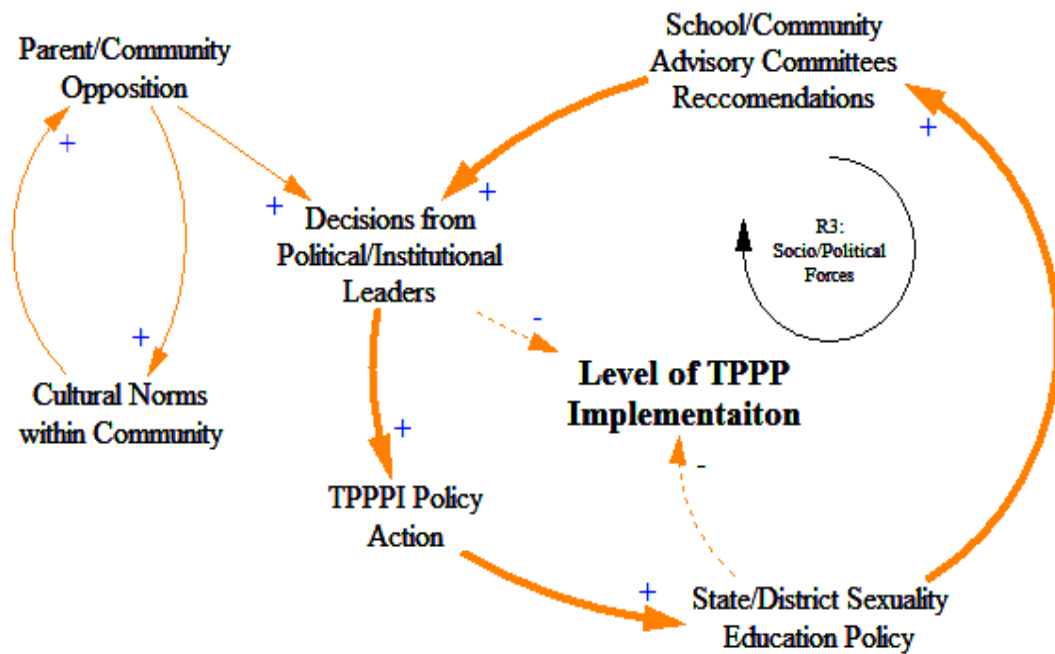 Parent/Community
Opposition
+
+
Cultural Norms
within Community
School/Community
Advisory Committees
Reccomendations
+
+
+
Decisions from
Political/Institutional
Leaders
R3:
Socio/Political
Forces
-
Level of TPPP
Implementaiton
+
-
TPPPI Policy
Action
+
State/District Sexuality
Education Policy